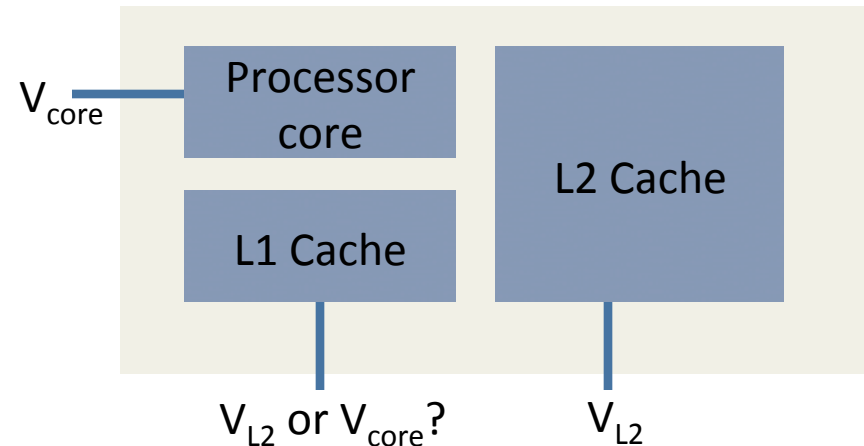 Processor
core
V_core
L1 Cache
L2 Cache
V_L2 or V_core?
V_L2